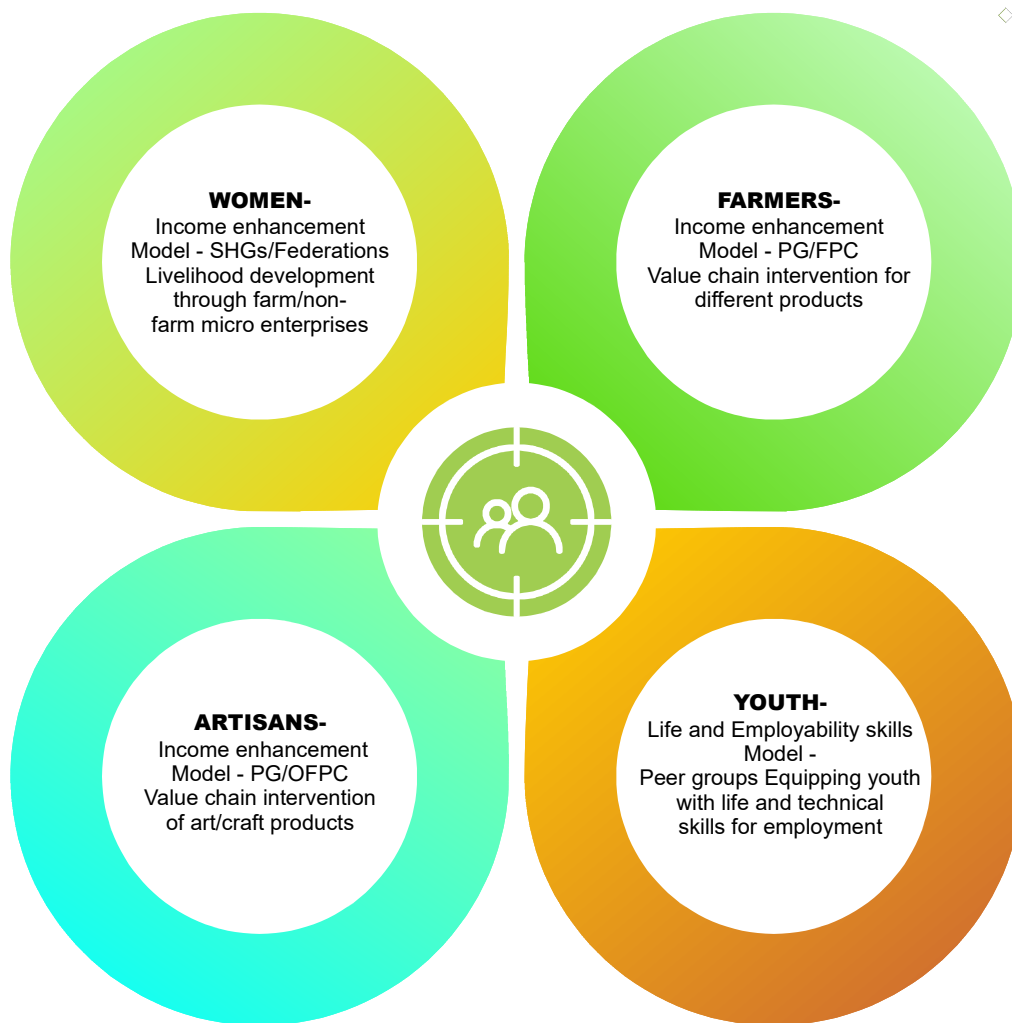 WOMEN-
Income enhancement
Model - SHGs/Federations
Livelihood development
through farm/non-
farm micro enterprises
FARMERS-
Income enhancement
Model - PG/FPC
Value chain intervention for
different products
ARTISANS-
Income enhancement
Model - PG/OFPC
Value chain intervention
of art/craft products
YOUTH-
Life and Employability skills
Model -
Peer groups Equipping youth
with life and technical
skills for employment